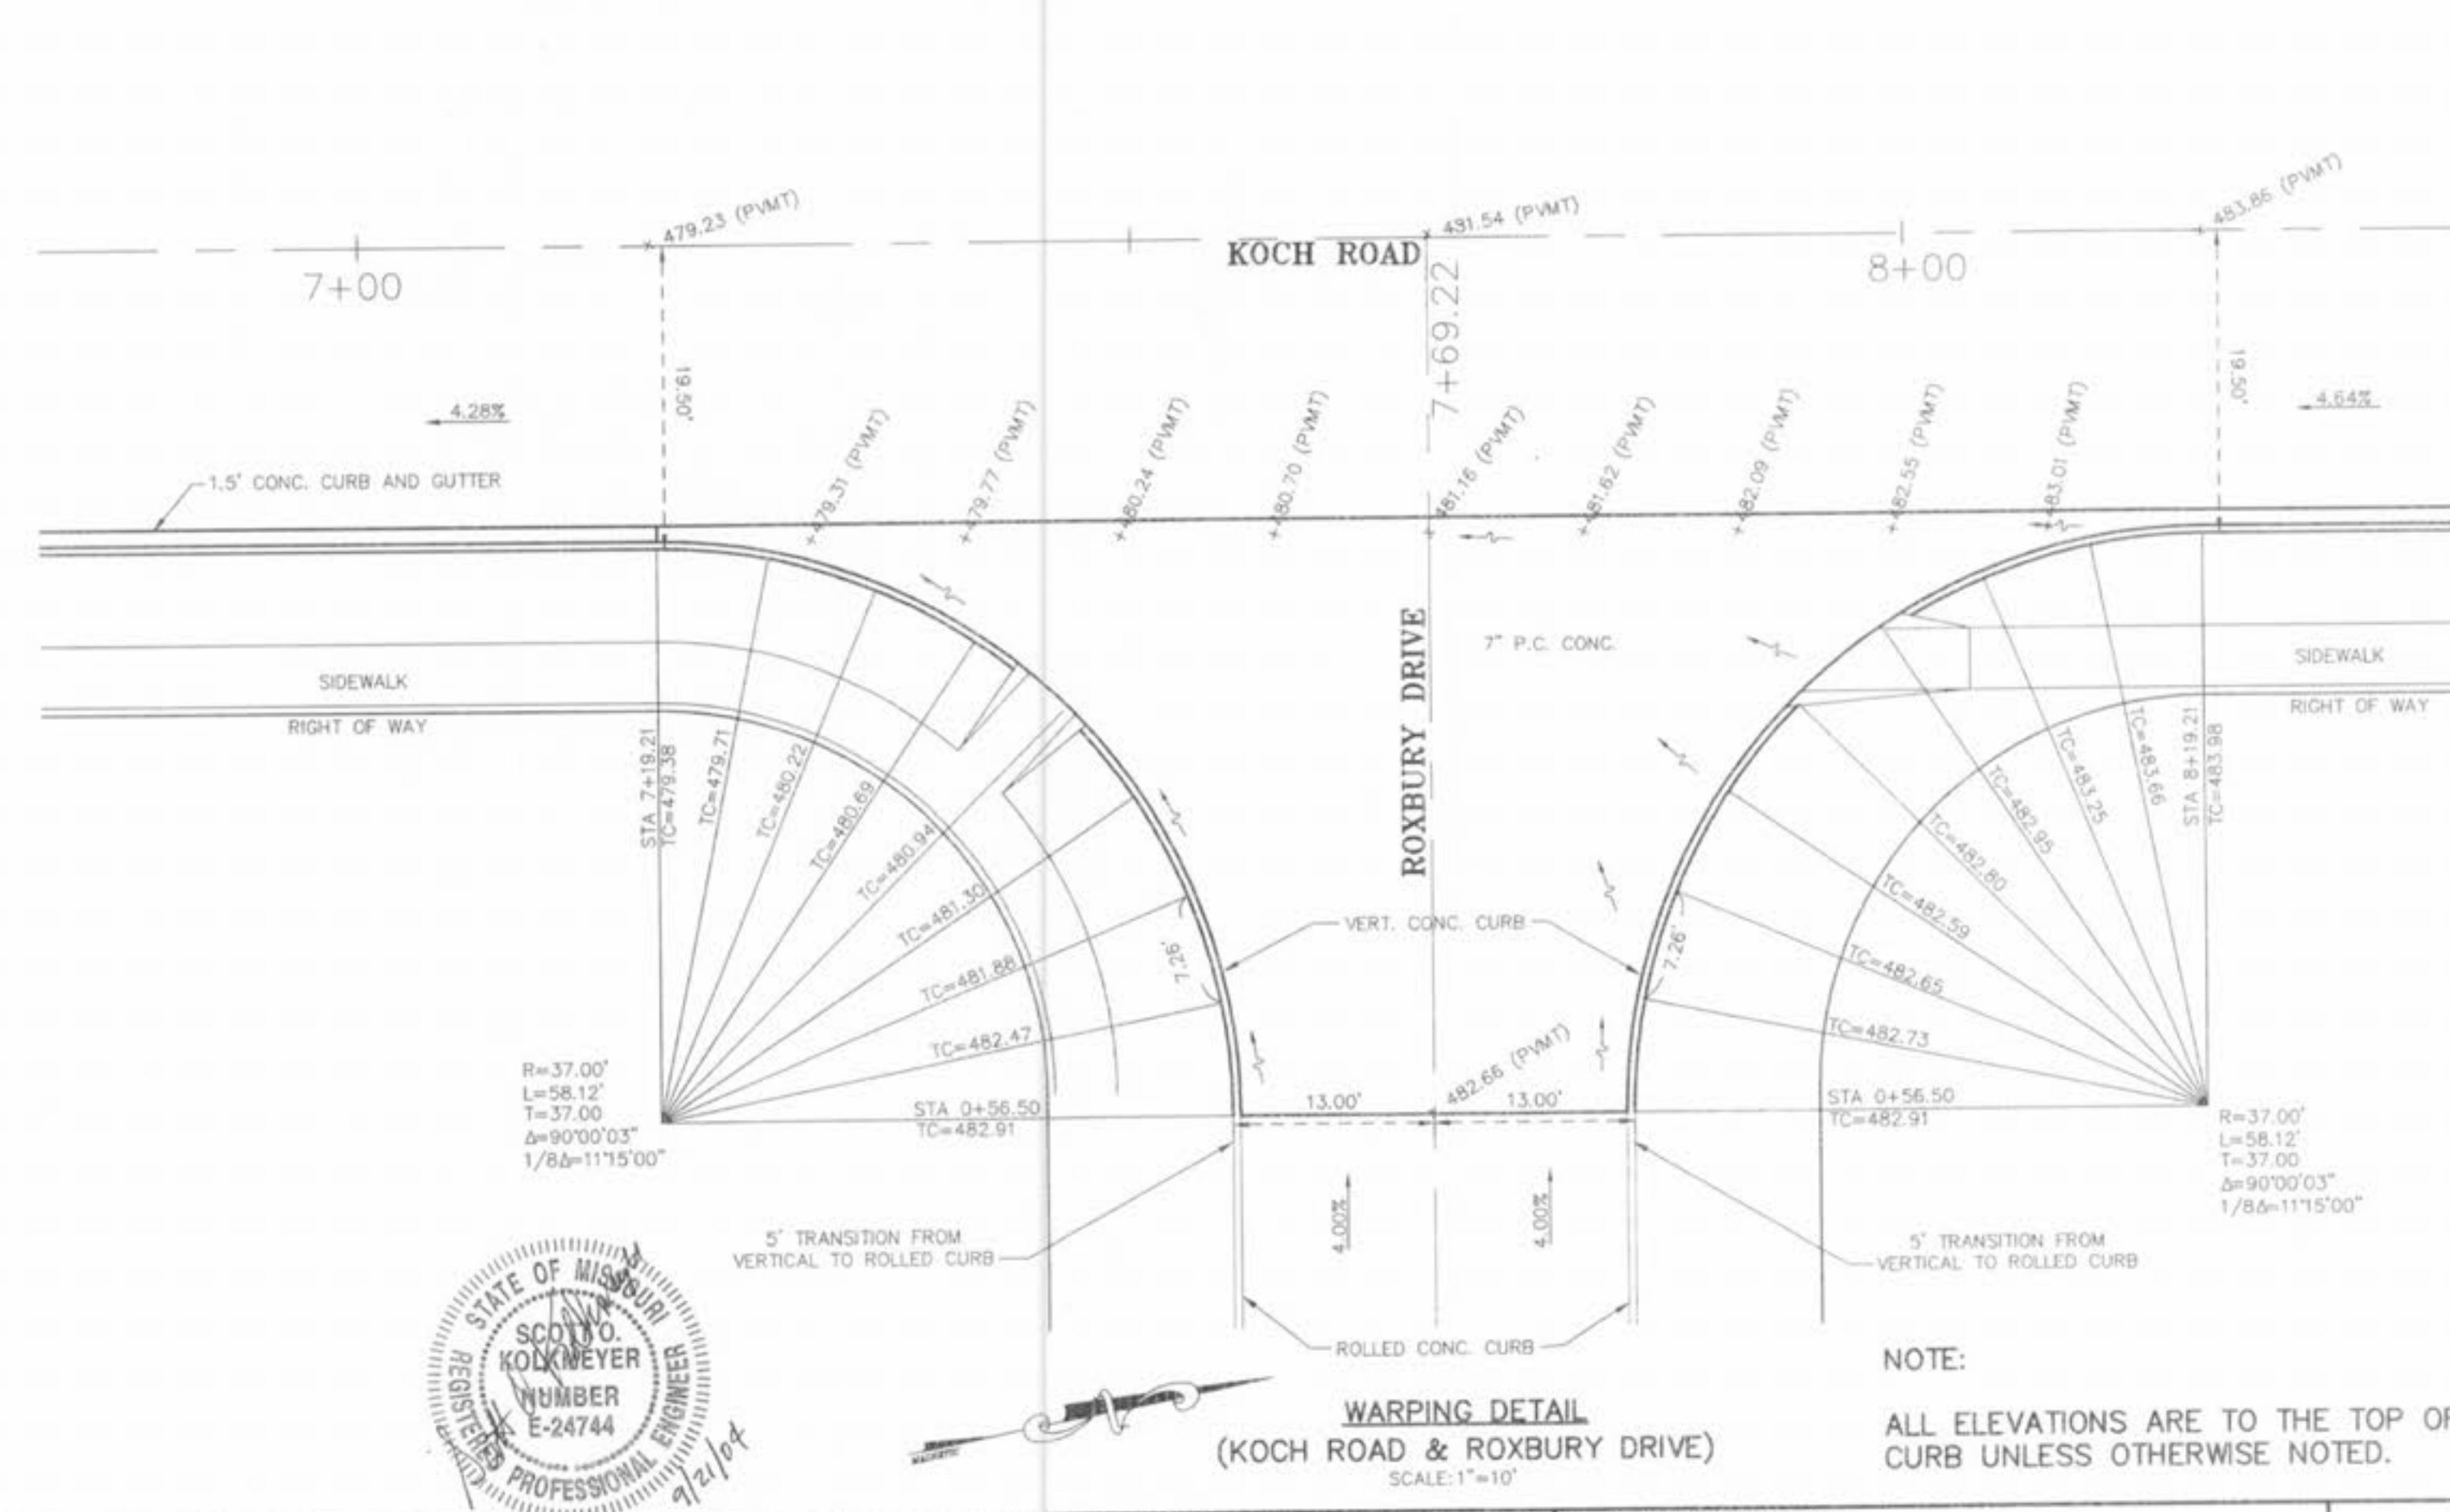 479.23 (PVMT)
481.54 (PVMT)
483.86 (PVMT)
KOCH ROAD
7+00
7+69.22
8+00
19.50'
19.50'
4.28%
4.64%
479.31 (PVMT)
479.77 (PVMT)
480.24 (PVMT)
480.70 (PVMT)
481.16 (PVMT)
481.62 (PVMT)
482.09 (PVMT)
482.55 (PVMT)
483.01 (PVMT)
1.5' CONC. CURB AND GUTTER
ROXBURY DRIVE
7" P.C. CONC.
SIDEWALK
RIGHT OF WAY
SIDEWALK
RIGHT OF WAY
STA 7+19.21
TC=479.38
TC=479.71
TC=480.22
TC=480.69
TC=480.94
TC=481.30
TC=481.88
TC=482.47
STA 0+56.50
TC=482.91
7.26'
VERT. CONC. CURB
7.26'
STA 8+19.21
TC=483.98
TC=483.66
TC=483.25
TC=482.95
TC=482.80
TC=482.59
TC=482.65
TC=482.73
STA 0+56.50
TC=482.91
R=37.00'
L=58.12'
T=37.00
Δ=90°00'03"
1/8Δ=11°15'00"
13.00'
482.66 (PVMT)
13.00'
R=37.00'
L=58.12'
T=37.00
Δ=90°00'03"
1/8Δ=11°15'00"
4.00%
4.00%
5' TRANSITION FROM
VERTICAL TO ROLLED CURB
5' TRANSITION FROM
VERTICAL TO ROLLED CURB
ROLLED CONC. CURB
STATE OF MISSOURI
SCOTT O.
KOLKMEYER
NUMBER
E-24744
REGISTERED PROFESSIONAL ENGINEER
9/21/04
WARPING DETAIL
(KOCH ROAD & ROXBURY DRIVE)
SCALE: 1"=10'
NOTE:
ALL ELEVATIONS ARE TO THE TOP OF
CURB UNLESS OTHERWISE NOTED.